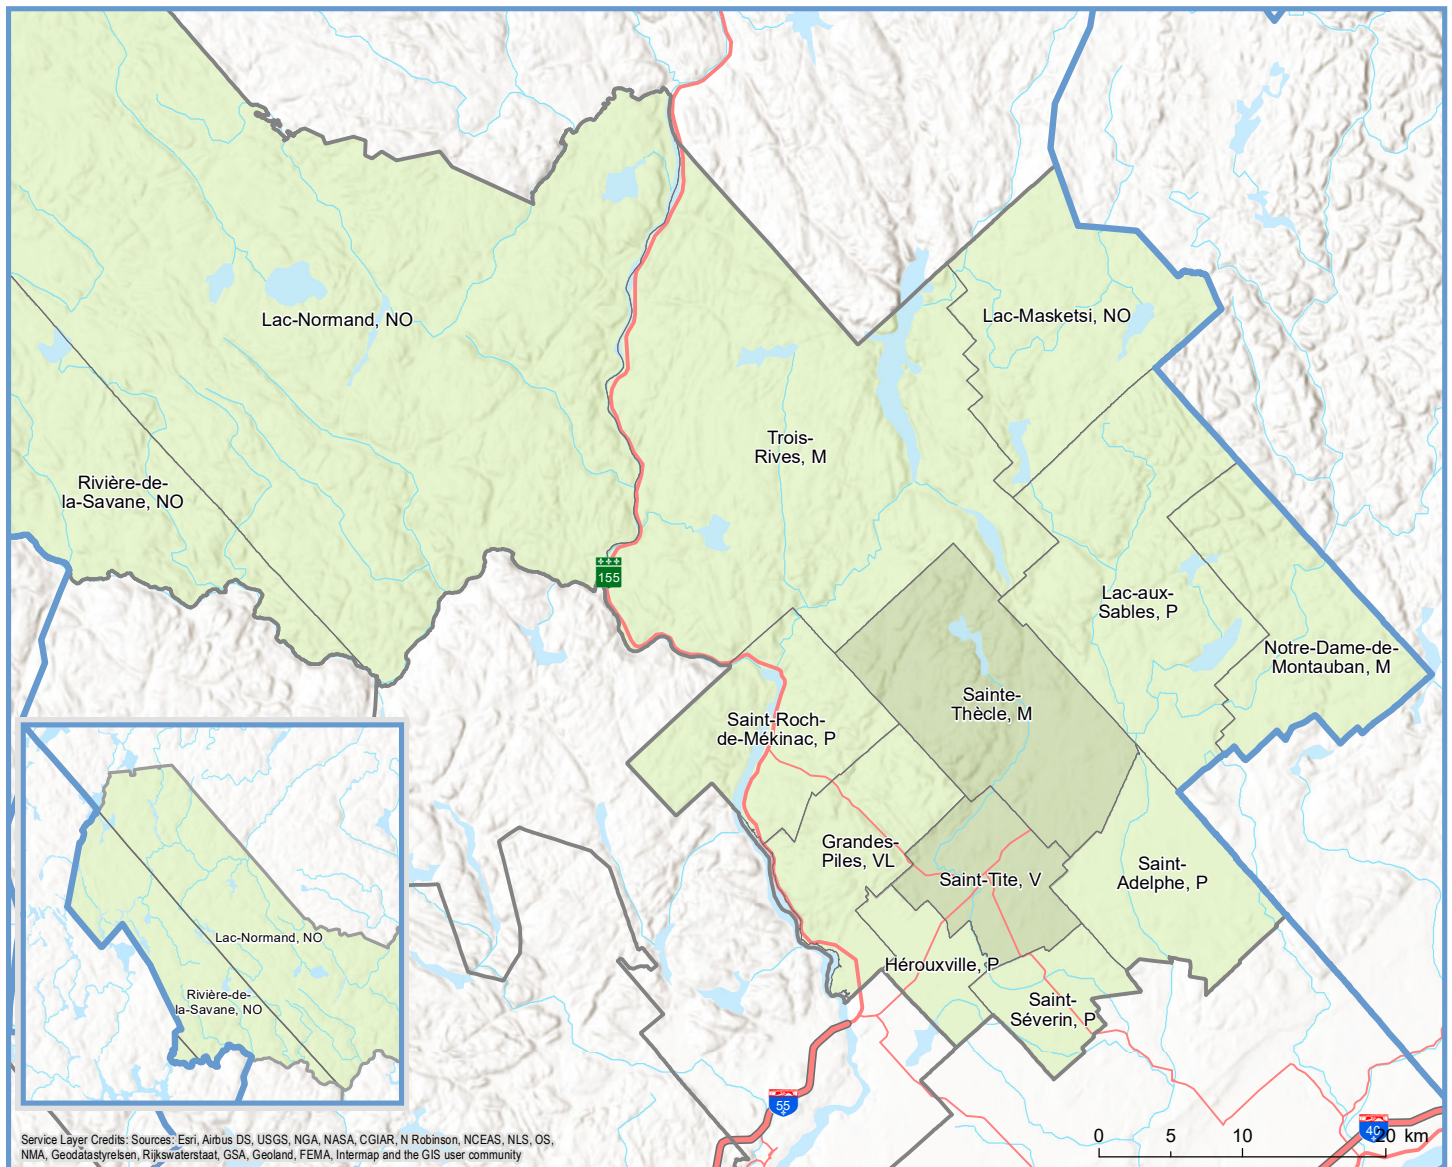 Lac-Normand, NO
Lac-Masketsi, NO
Trois-
Rives, M
Rivière-de-
la-Savane, NO
155
Lac-aux-
Sables, P
Notre-Dame-de-
Montauban, M
Sainte-
Thècle, M
Saint-Roch-
de-Mékinac, P
Grandes-
Piles, VL
Saint-Tite, V
Saint-
Adelphe, P
Hérouxville, P
Saint-
Séverin, P
Lac-Normand, NO
Rivière-de-
la-Savane, NO
55
40
0 5 10 20 km
Service Layer Credits: Sources: Esri, Airbus DS, USGS, NGA, NASA, CGIAR, N Robinson, NCEAS, NLS, OS,
NMA, Geodatastyrelsen, Rijkswaterstaat, GSA, Geoland, FEMA, Intermap and the GIS user community